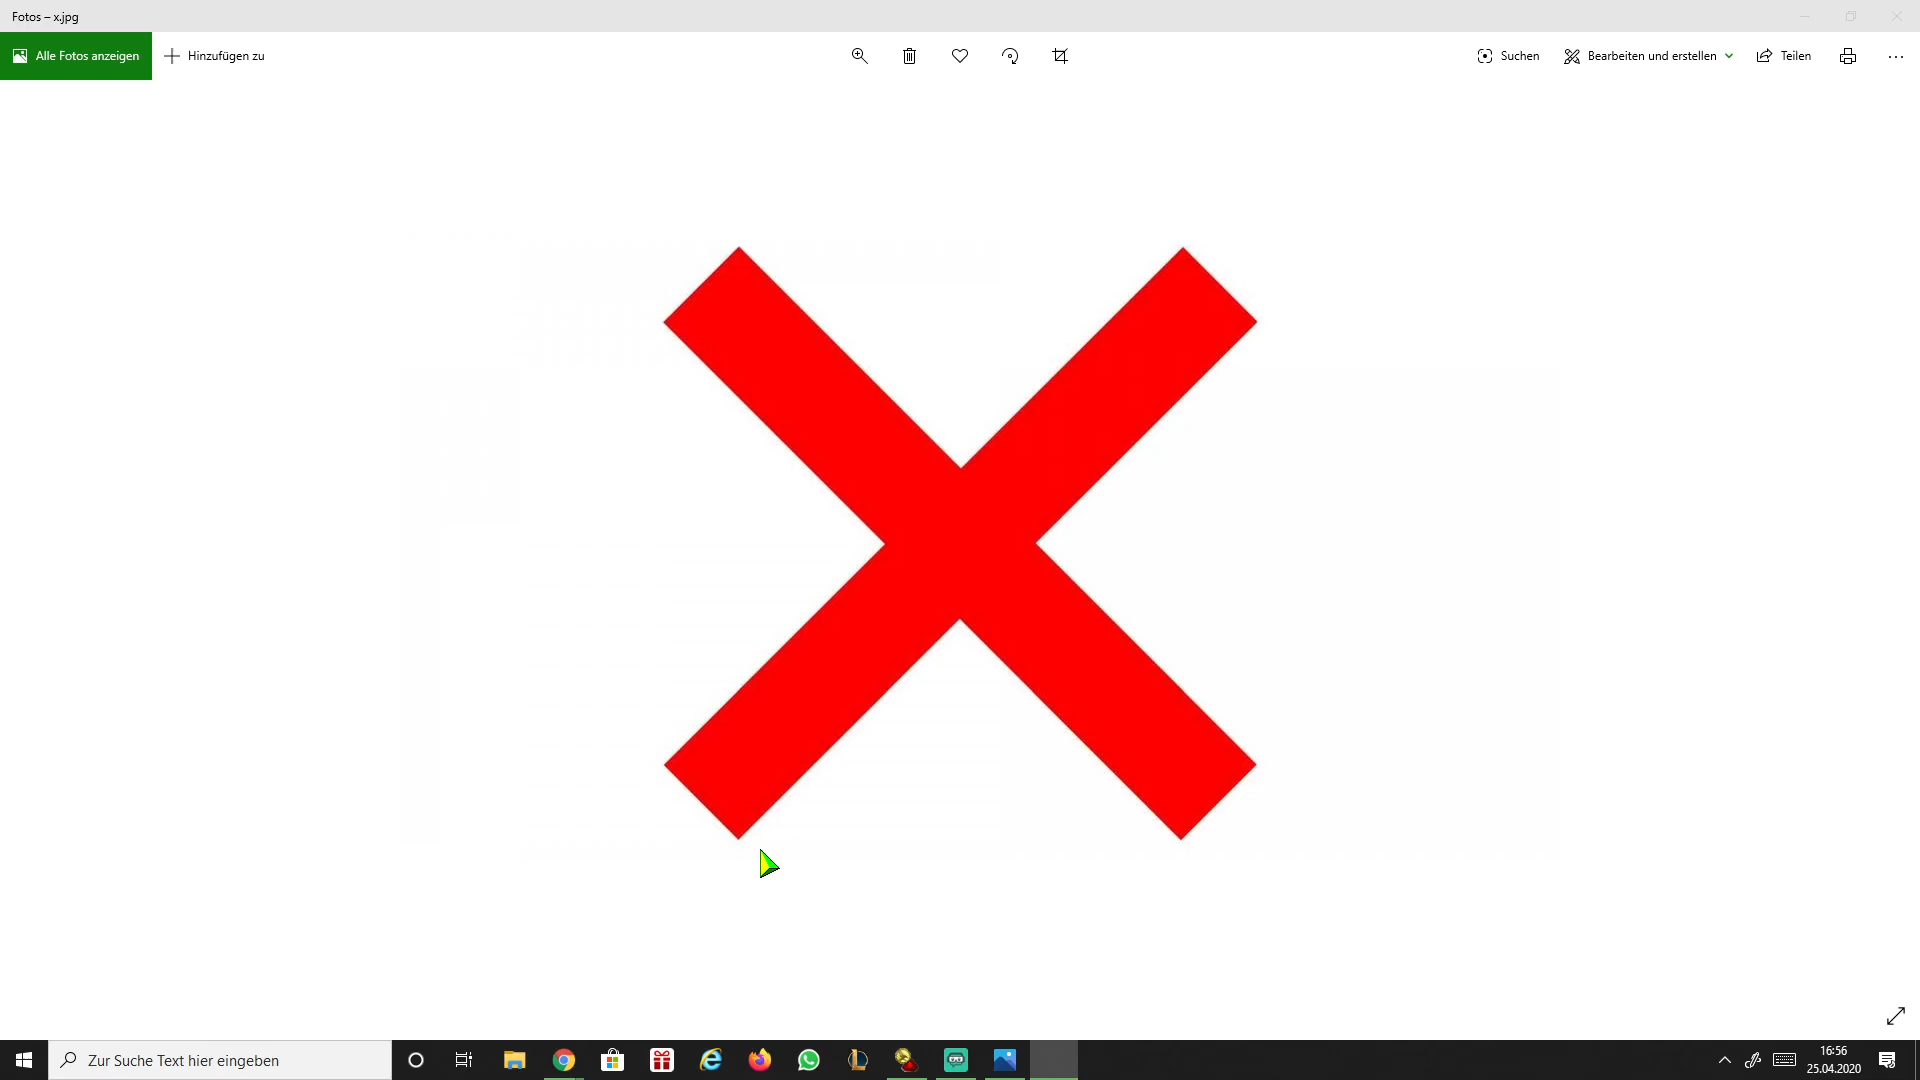 Fotos – x.jpg
Alle Fotos anzeigen
Hinzufügen zu
Suchen
Bearbeiten und erstellen
Teilen
Zur Suche Text hier eingeben
16:56
25.04.2020